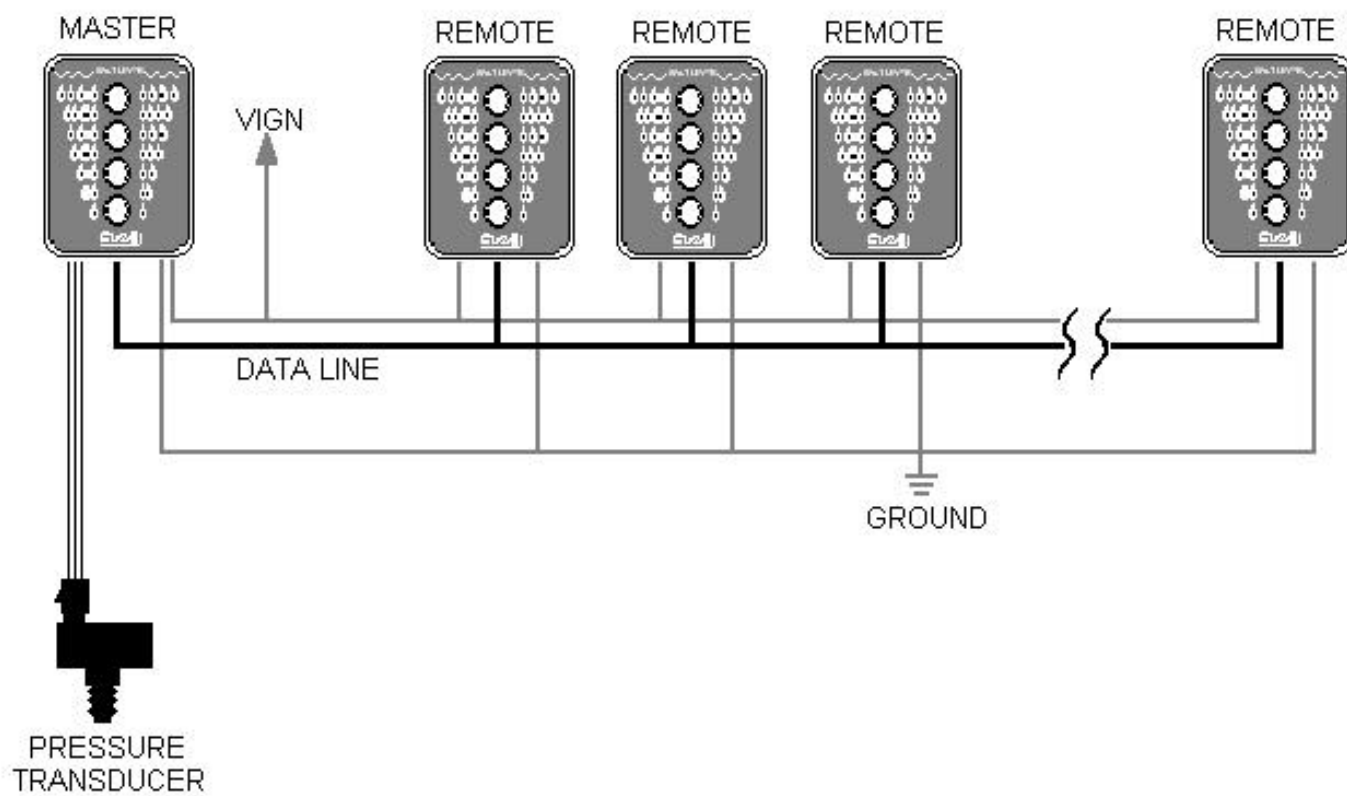 MASTER
REMOTE
REMOTE
REMOTE
REMOTE
VIGN
DATA LINE
GROUND
PRESSURE
TRANSDUCER